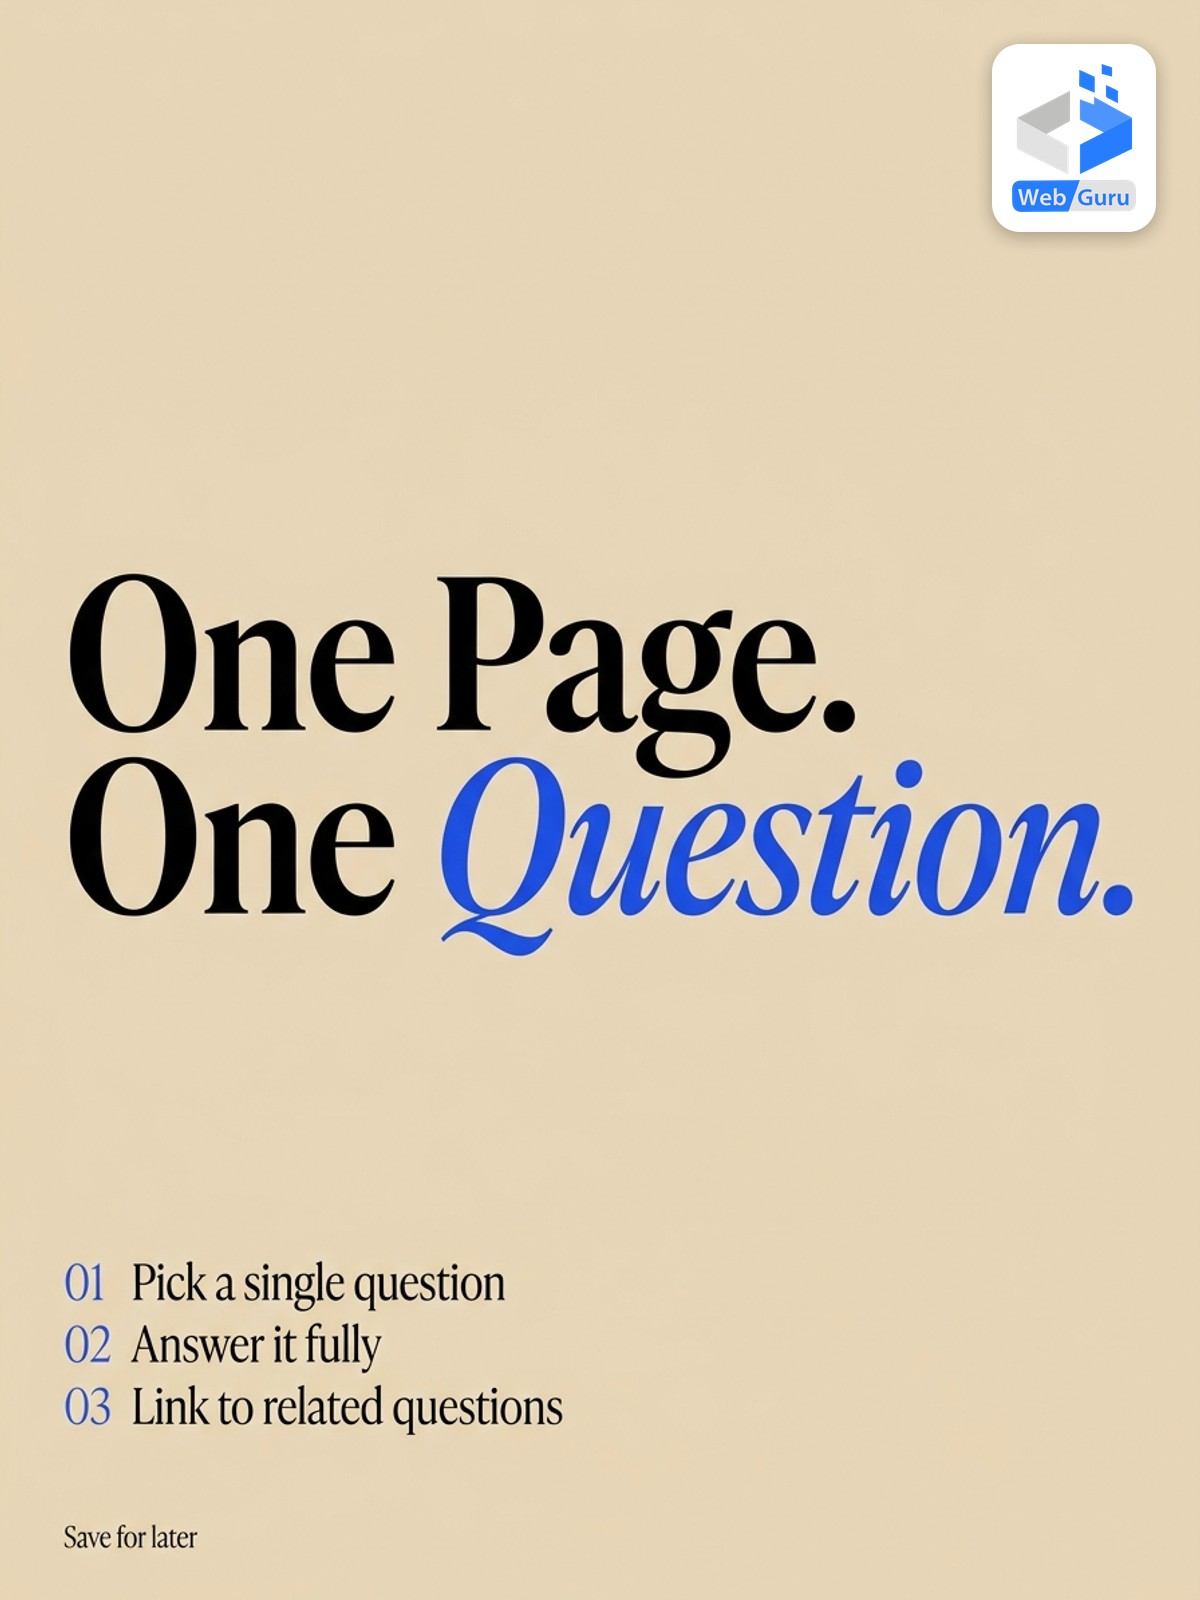 Web Guru
One Page.
One Question.
01 Pick a single question
02 Answer it fully
03 Link to related questions
Save for later